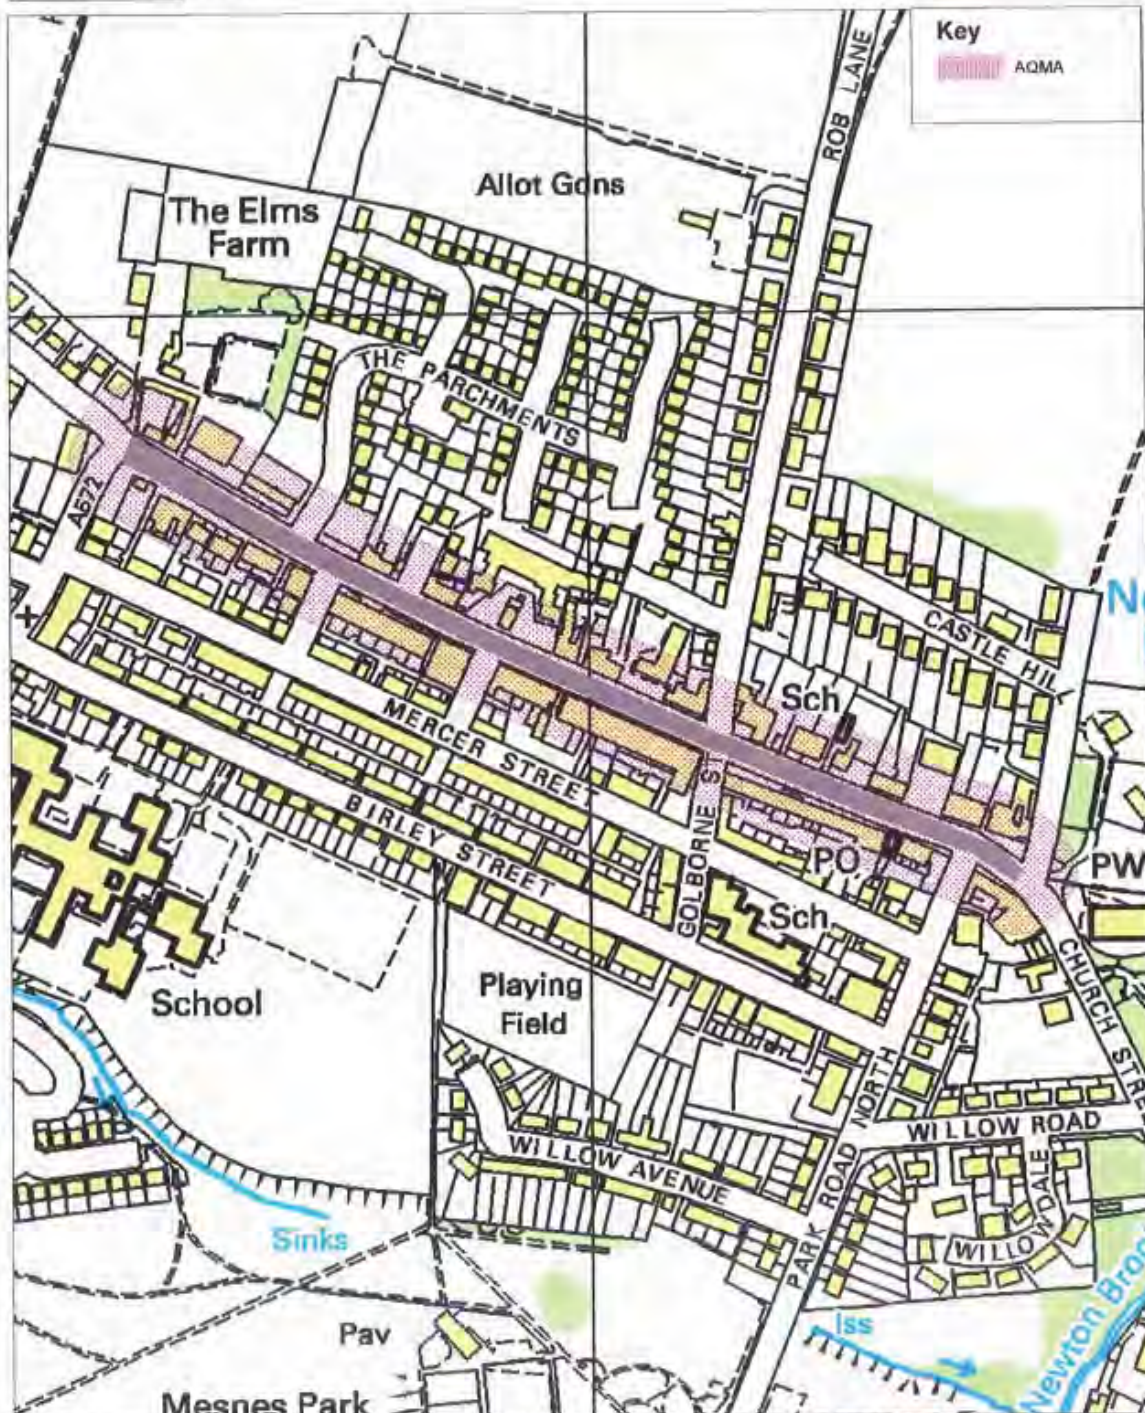 Key
AQMA
ROB LANE
Allot Gdns
The Elms
Farm
THE PARCHMENTS
A572
CASTLE HILL
Sch
MERCER STREET
BIRLEY STREET
GOLBORNE S
PO
PW
Sch
School
Playing
Field
CHURCH STR
PARK ROAD NORTH
WILLOW ROAD
WILLOW AVENUE
WILLOWDALE
Sinks
Pav
Iss
Newton Broo
Mesnes Park